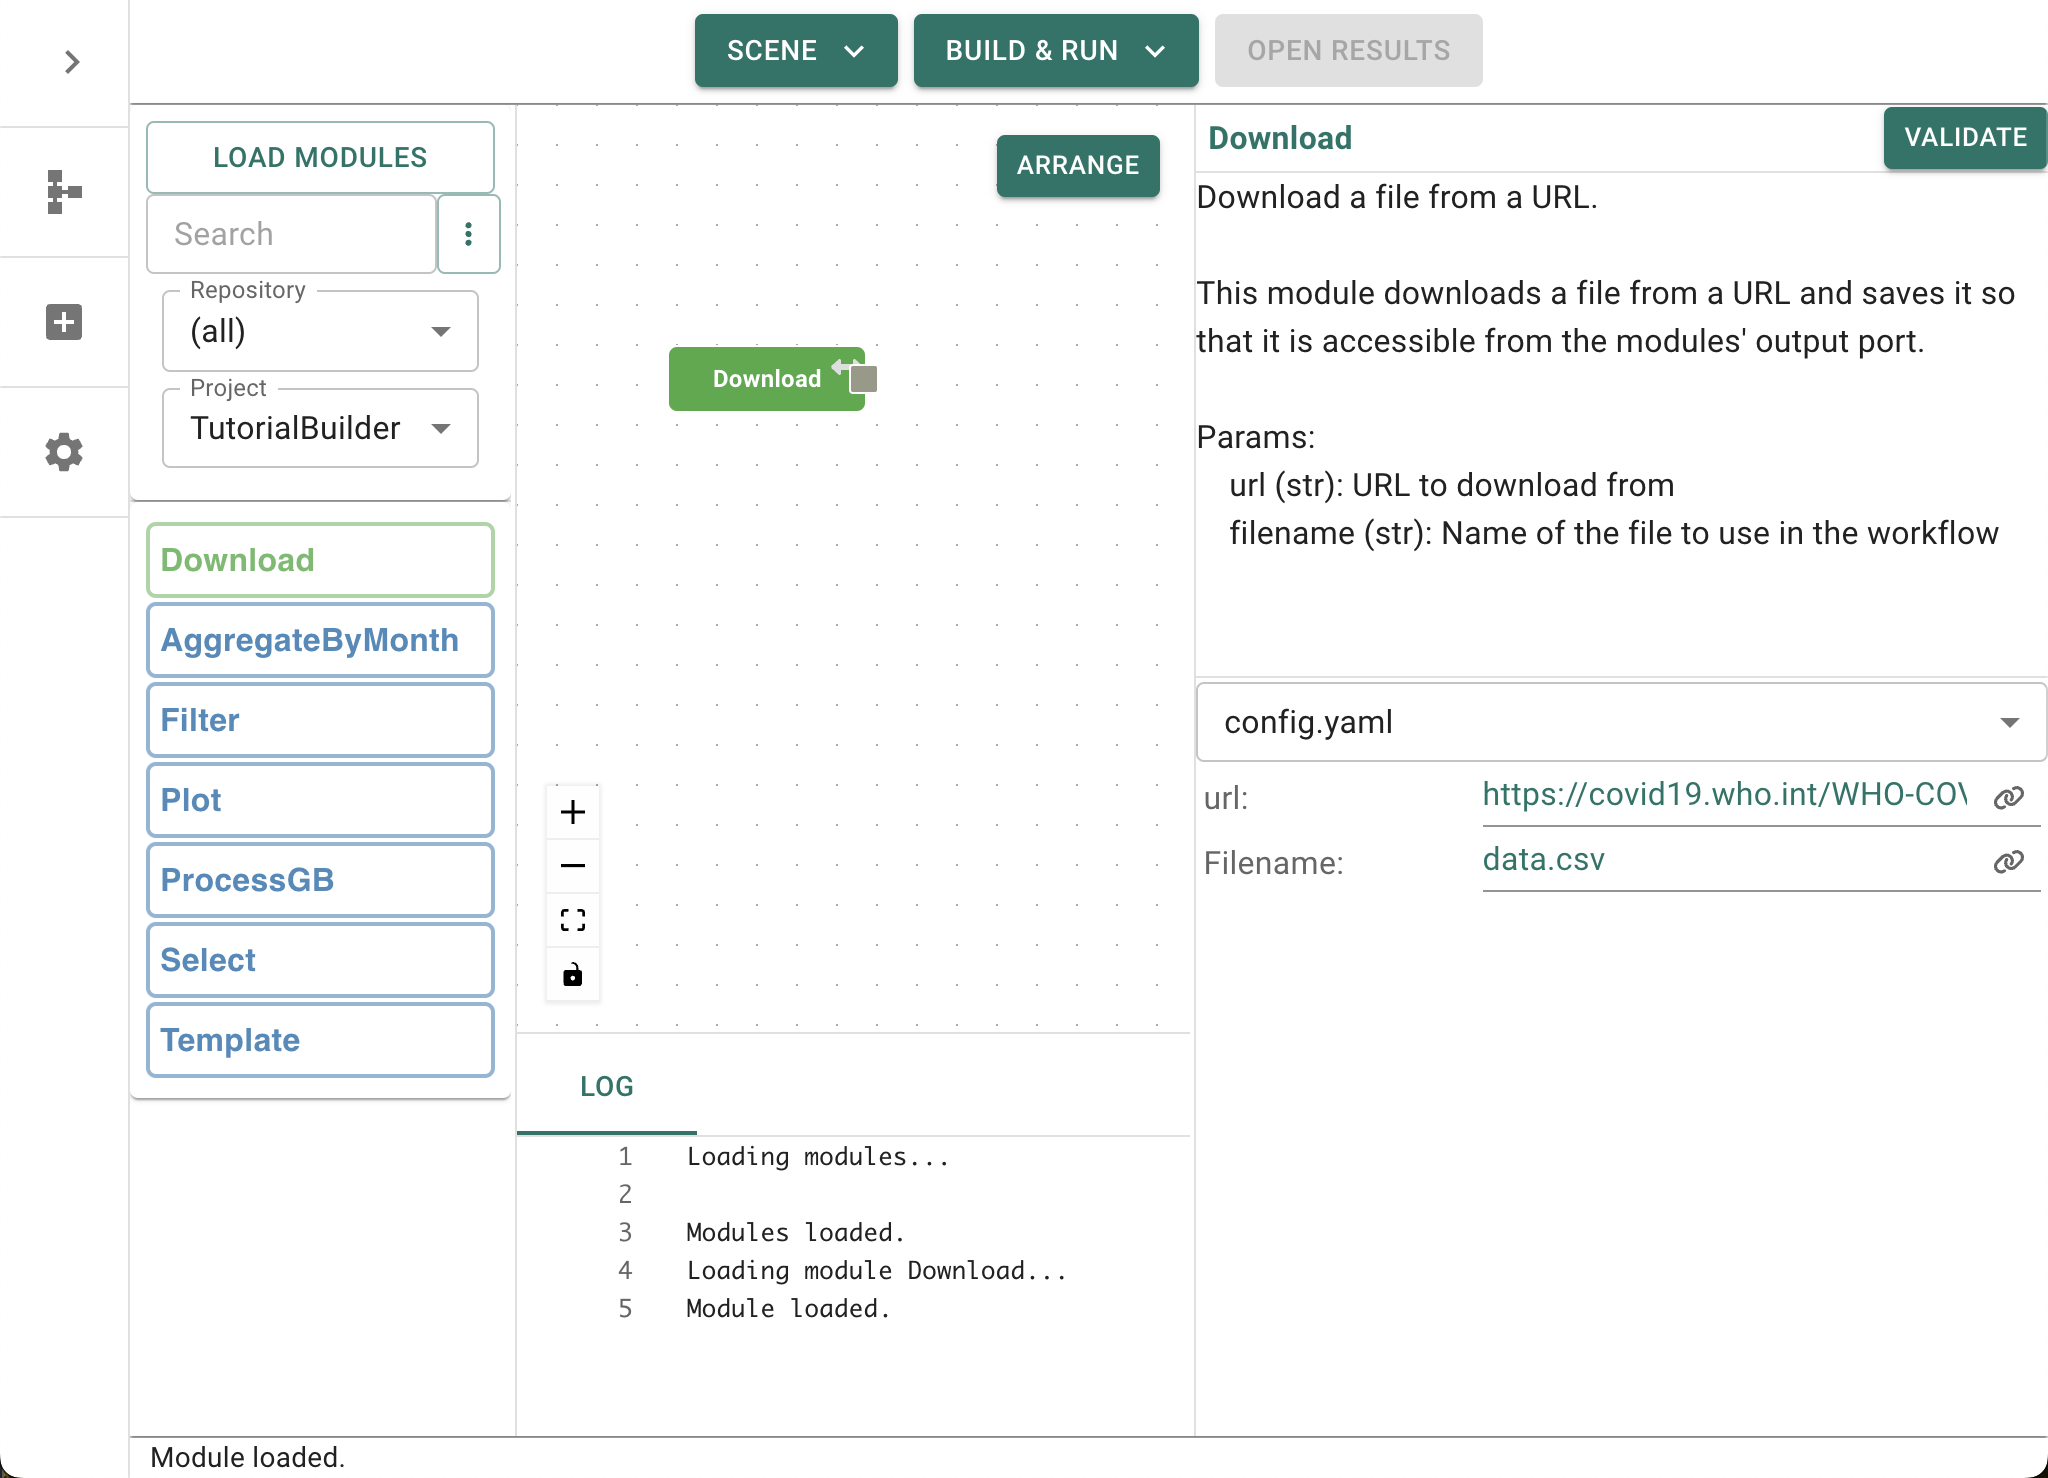 SCENE
BUILD & RUN
OPEN RESULTS
LOAD MODULES
Search
Repository
(all)
Project
TutorialBuilder
Download
AggregateByMonth
Filter
Plot
ProcessGB
Select
Template
ARRANGE
Download
LOG
1 Loading modules...
2
3 Modules loaded.
4 Loading module Download...
5 Module loaded.
Download
VALIDATE
Download a file from a URL.
This module downloads a file from a URL and saves it so
that it is accessible from the modules' output port.
Params:
url (str): URL to download from
filename (str): Name of the file to use in the workflow
config.yaml
url: https://covid19.who.int/WHO-CO
Filename: data.csv
Module loaded.